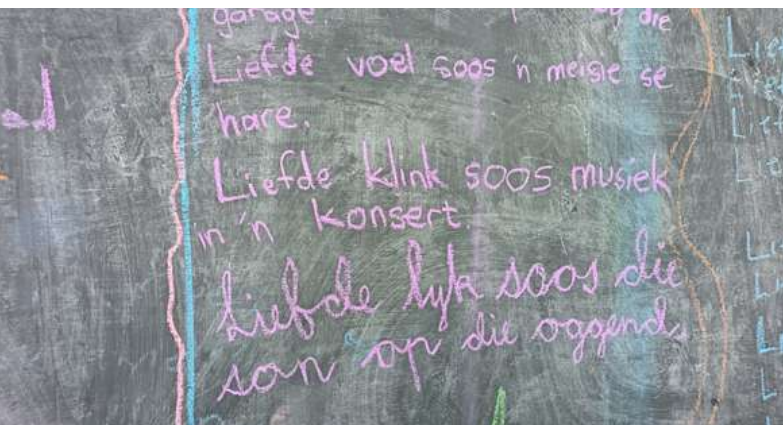 garage. die
Liefde voel soos 'n meisie se
hare.
Liefde klink soos musiek
in 'n konsert.
Liefde lyk soos die
son op die oggend.